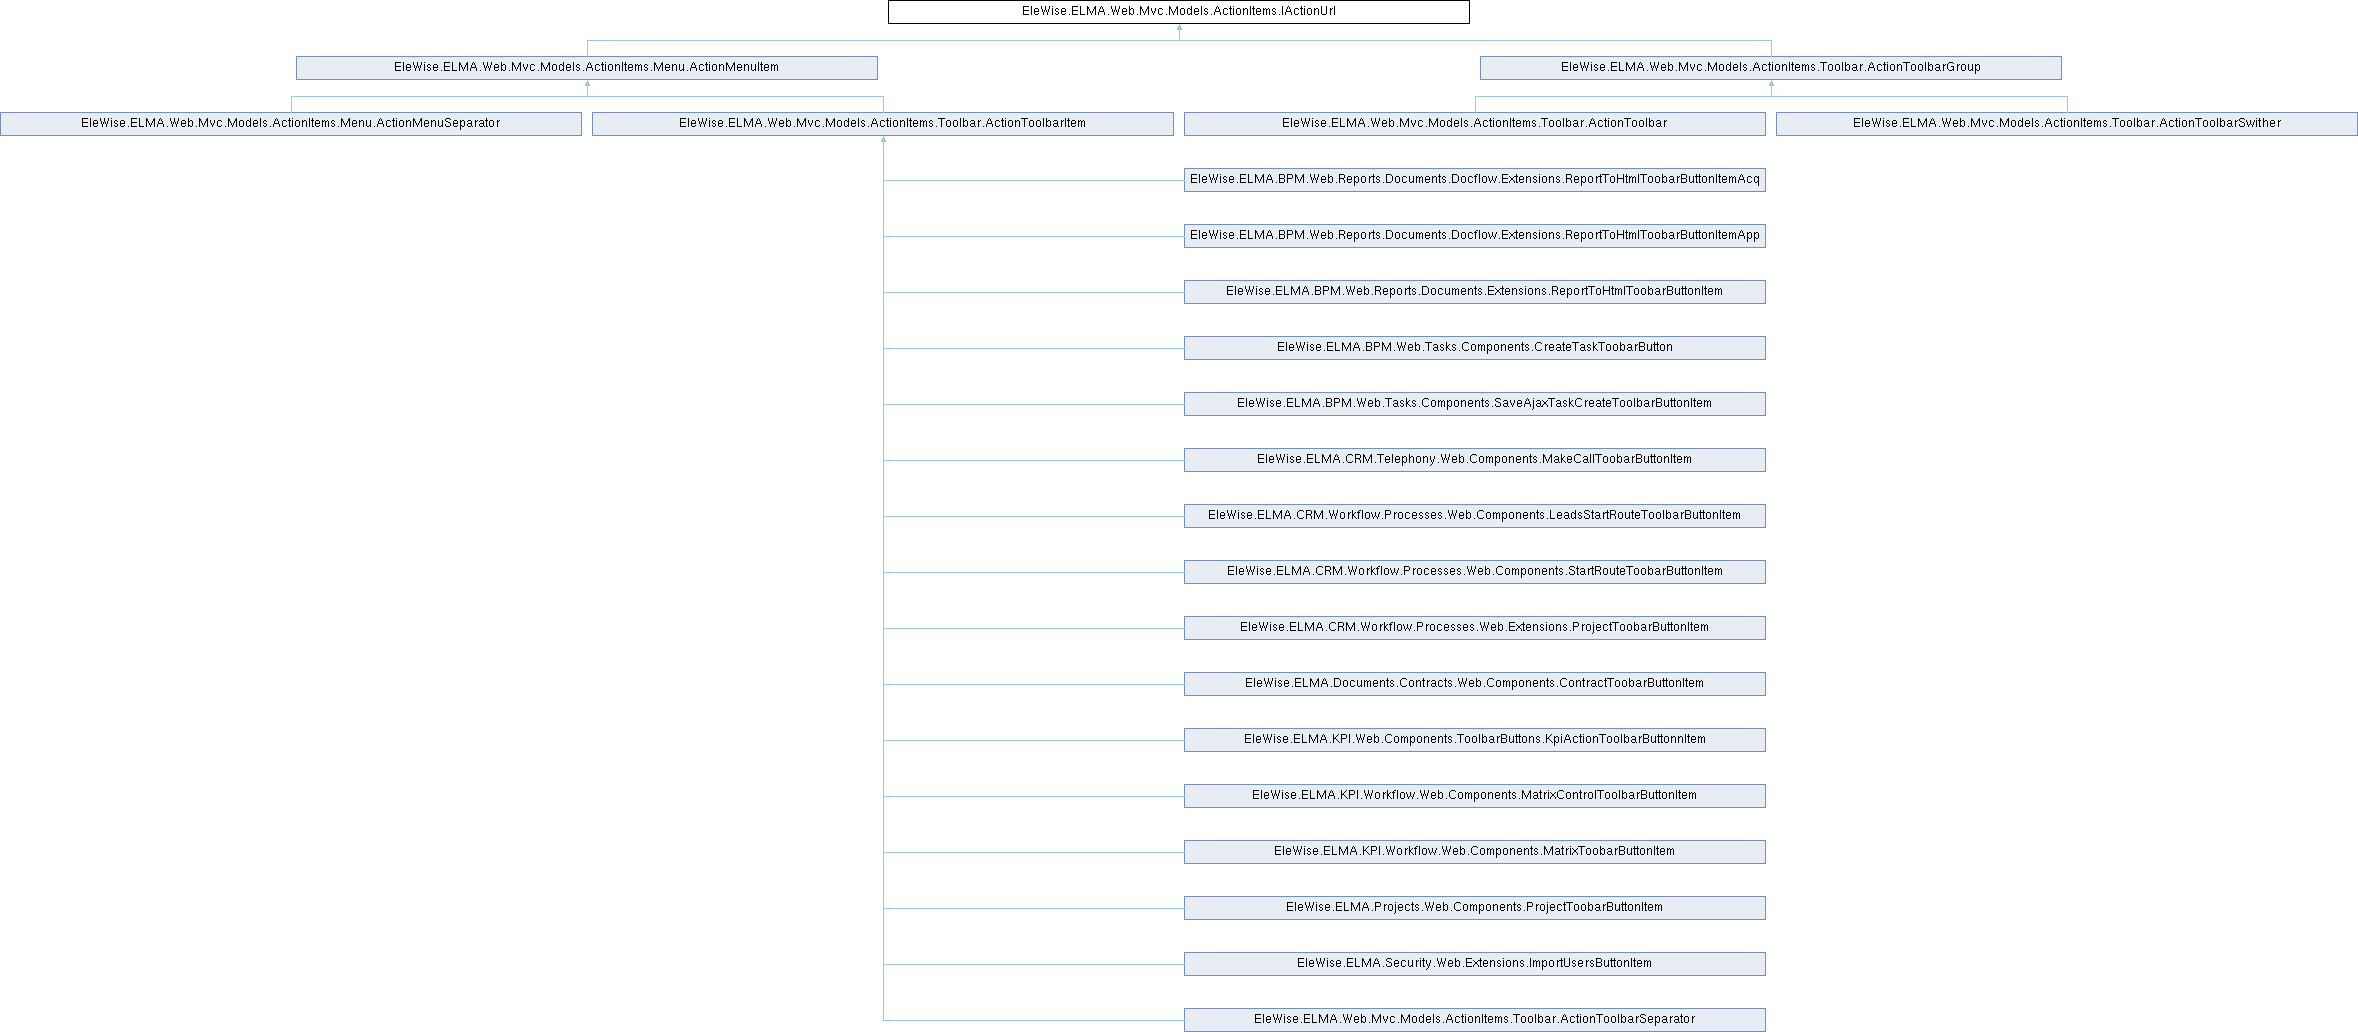 EleWise.ELMA.Web.Mvc.Models.ActionItems.IActionUrl
EleWise.ELMA.Web.Mvc.Models.ActionItems.Menu.ActionMenuItem
EleWise.ELMA.Web.Mvc.Models.ActionItems.Toolbar.ActionToolbarGroup
EleWise.ELMA.Web.Mvc.Models.ActionItems.Menu.ActionMenuSeparator
EleWise.ELMA.Web.Mvc.Models.ActionItems.Toolbar.ActionToolbarItem
EleWise.ELMA.Web.Mvc.Models.ActionItems.Toolbar.ActionToolbar
EleWise.ELMA.Web.Mvc.Models.ActionItems.Toolbar.ActionToolbarSwither
EleWise.ELMA.BPM.Web.Reports.Documents.Docflow.Extensions.ReportToHtmlToobarButtonItemAcq
EleWise.ELMA.BPM.Web.Reports.Documents.Docflow.Extensions.ReportToHtmlToobarButtonItemApp
EleWise.ELMA.BPM.Web.Reports.Documents.Extensions.ReportToHtmlToobarButtonItem
EleWise.ELMA.BPM.Web.Tasks.Components.CreateTaskToobarButton
EleWise.ELMA.BPM.Web.Tasks.Components.SaveAjaxTaskCreateToolbarButtonItem
EleWise.ELMA.CRM.Telephony.Web.Components.MakeCallToobarButtonItem
EleWise.ELMA.CRM.Workflow.Processes.Web.Components.LeadsStartRouteToolbarButtonItem
EleWise.ELMA.CRM.Workflow.Processes.Web.Components.StartRouteToobarButtonItem
EleWise.ELMA.CRM.Workflow.Processes.Web.Extensions.ProjectToobarButtonItem
EleWise.ELMA.Documents.Contracts.Web.Components.ContractToobarButtonItem
EleWise.ELMA.KPI.Web.Components.ToolbarButtons.KpiActionToolbarButtonnItem
EleWise.ELMA.KPI.Workflow.Web.Components.MatrixControlToolbarButtonItem
EleWise.ELMA.KPI.Workflow.Web.Components.MatrixToobarButtonItem
EleWise.ELMA.Projects.Web.Components.ProjectToobarButtonItem
EleWise.ELMA.Security.Web.Extensions.ImportUsersButtonItem
EleWise.ELMA.Web.Mvc.Models.ActionItems.Toolbar.ActionToolbarSeparator